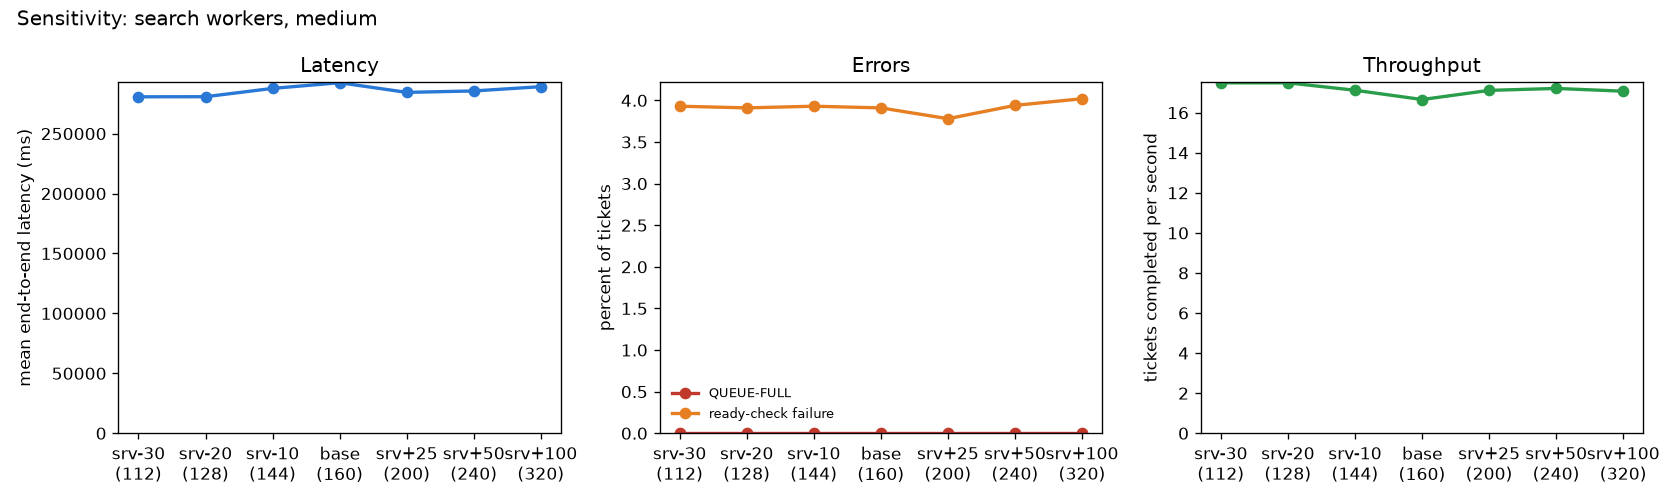 Sensitivity: search workers, medium
Latency
mean end-to-end latency (ms)
250000
200000
150000
100000
50000
0
srv-30 srv-20 srv-10 base srv+25 srv+50 srv+100
(112) (128) (144) (160) (200) (240) (320)
Errors
percent of tickets
4.0
3.5
3.0
2.5
2.0
1.5
1.0
0.5
0.0
QUEUE-FULL
ready-check failure
srv-30 srv-20 srv-10 base srv+25 srv+50 srv+100
(112) (128) (144) (160) (200) (240) (320)
Throughput
tickets completed per second
16
14
12
10
8
6
4
2
0
srv-30 srv-20 srv-10 base srv+25 srv+50 srv+100
(112) (128) (144) (160) (200) (240) (320)